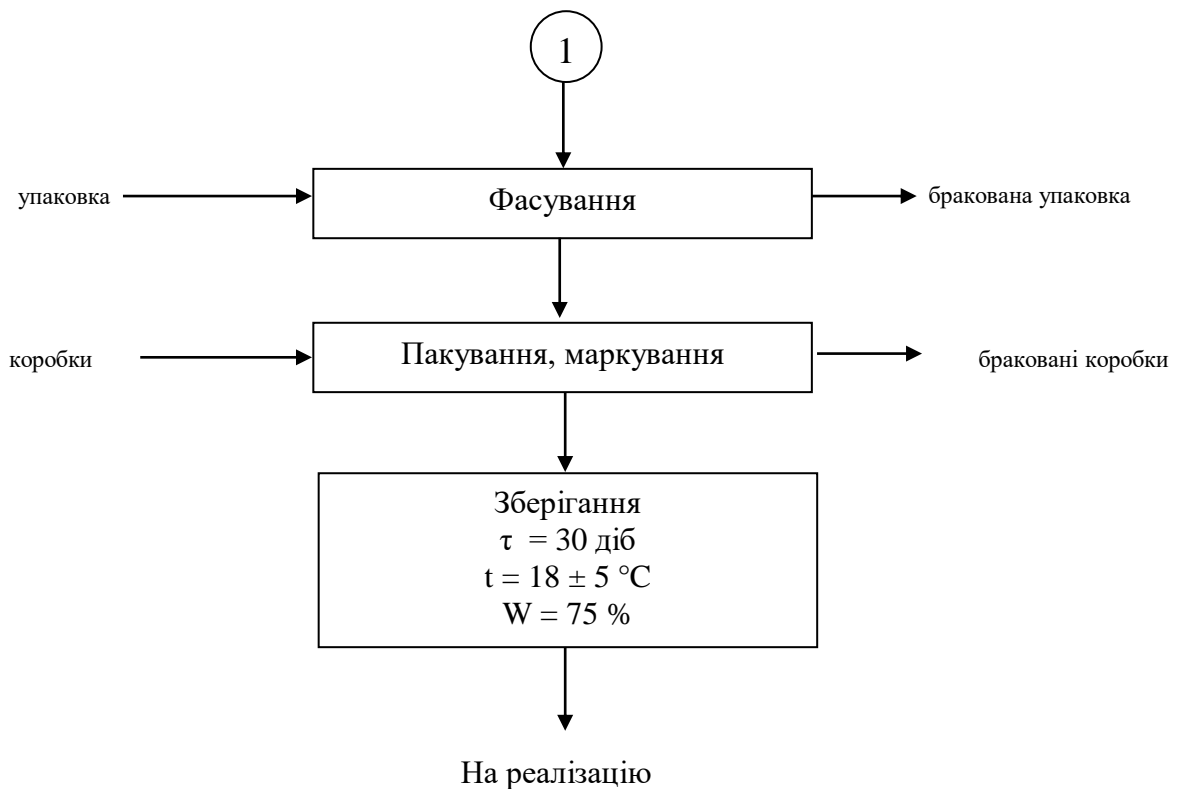 1
упаковка
Фасування
бракована упаковка
коробки
Пакування, маркування
браковані коробки
Зберігання
τ = 30 діб
t = 18 ± 5 °C
W = 75 %
На реалізацію